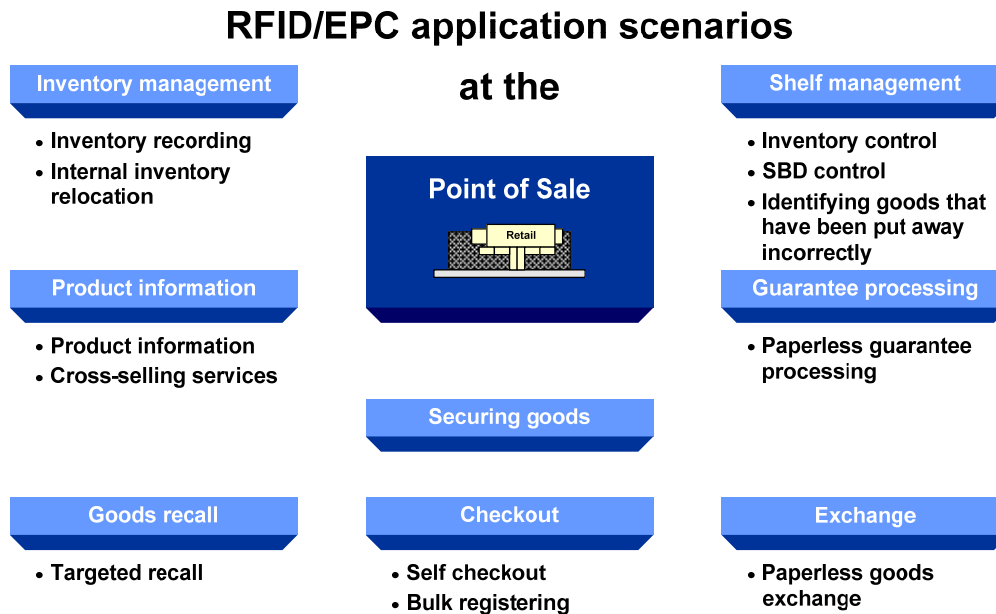 RFID/EPC application scenarios
at the
Inventory management
• Inventory recording
• Internal inventory
relocation
Point of Sale
Retail
Shelf management
• Inventory control
• SBD control
• Identifying goods that
have been put away
incorrectly
Product information
• Product information
• Cross-selling services
Guarantee processing
• Paperless guarantee
processing
Securing goods
Goods recall
• Targeted recall
Checkout
• Self checkout
• Bulk registering
Exchange
• Paperless goods
exchange